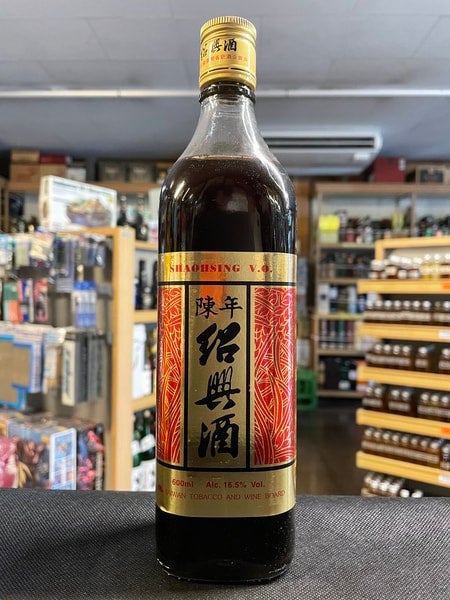 紹興酒
SHAOHSING V.O.
陳年
紹興酒
600ml Alc. 16.5% Vol.
TAIWAN TOBACCO AND WINE BOARD